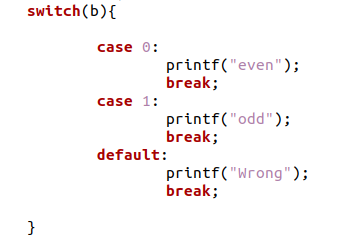 switch(b){
case 0:
printf("even");
break;
case 1:
printf("odd");
break;
default:
printf("Wrong");
break;
}